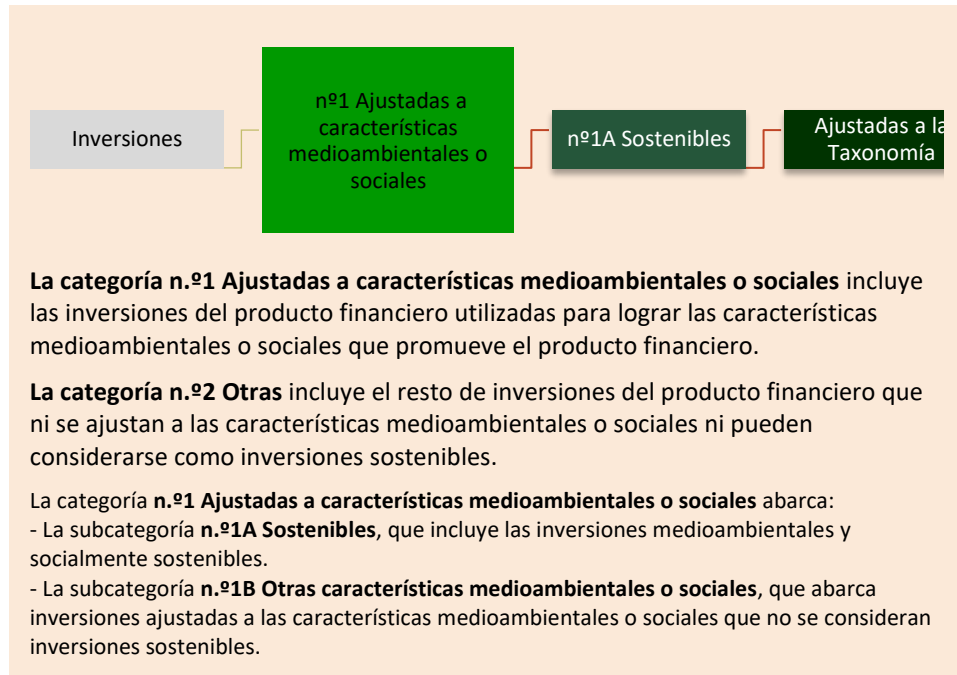 Inversiones
nº1 Ajustadas a
características
medioambientales o
sociales
nº1A Sostenibles
Ajustadas a la
Taxonomía
La categoría n.º1 Ajustadas a características medioambientales o sociales incluye
las inversiones del producto financiero utilizadas para lograr las características
medioambientales o sociales que promueve el producto financiero.
La categoría n.º2 Otras incluye el resto de inversiones del producto financiero que
ni se ajustan a las características medioambientales o sociales ni pueden
considerarse como inversiones sostenibles.
La categoría n.º1 Ajustadas a características medioambientales o sociales abarca:
- La subcategoría n.º1A Sostenibles, que incluye las inversiones medioambientales y
socialmente sostenibles.
- La subcategoría n.º1B Otras características medioambientales o sociales, que abarca
inversiones ajustadas a las características medioambientales o sociales que no se consideran
inversiones sostenibles.